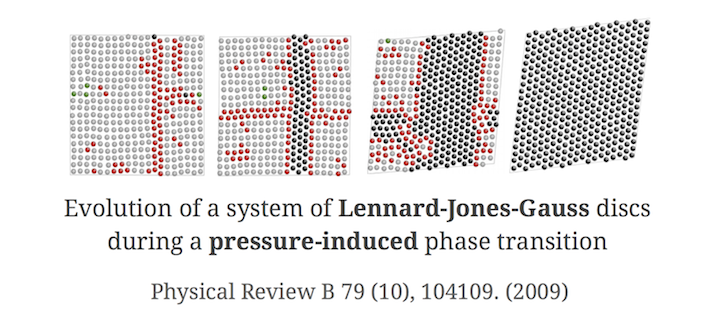 Evolution of a system of Lennard-Jones-Gauss discs
during a pressure-induced phase transition
Physical Review B 79 (10), 104109. (2009)